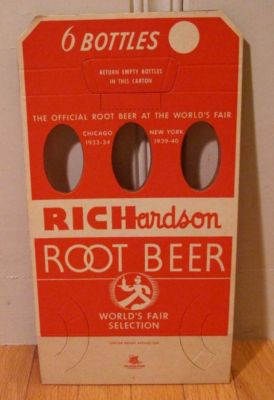 6 BOTTLES
RETURN EMPTY BOTTLES
IN THIS CARTON
THE OFFICIAL ROOT BEER AT THE WORLD'S FAIR
CHICAGO NEW YORK
1933-34 1939-40
RICHardson
ROOT BEER
WORLD'S FAIR
SELECTION